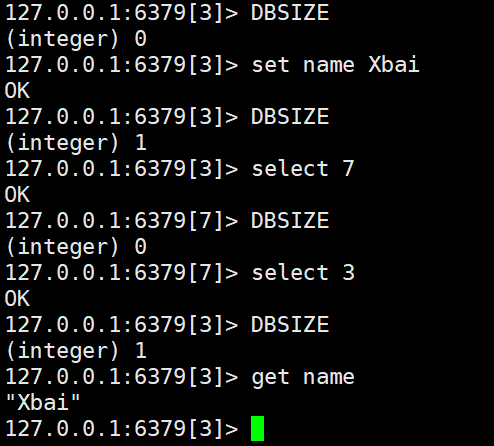 127.0.0.1:6379[3]> DBSIZE
(integer) 0
127.0.0.1:6379[3]> set name Xbai
OK
127.0.0.1:6379[3]> DBSIZE
(integer) 1
127.0.0.1:6379[3]> select 7
OK
127.0.0.1:6379[7]> DBSIZE
(integer) 0
127.0.0.1:6379[7]> select 3
OK
127.0.0.1:6379[3]> DBSIZE
(integer) 1
127.0.0.1:6379[3]> get name
"Xbai"
127.0.0.1:6379[3]>